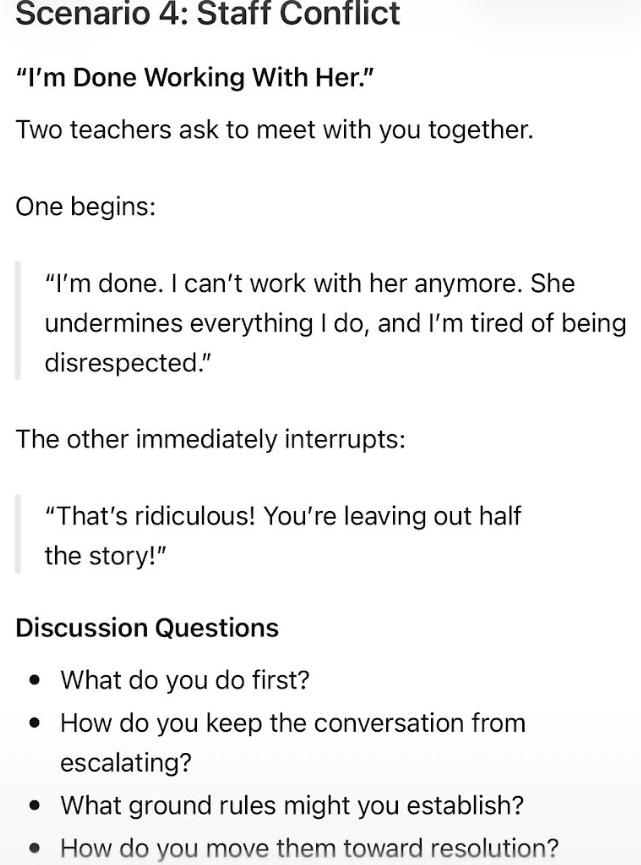 Scenario 4: Staff Conflict
“I’m Done Working With Her.”
Two teachers ask to meet with you together.
One begins:
“I’m done. I can’t work with her anymore. She
undermines everything I do, and I’m tired of being
disrespected.”
The other immediately interrupts:
“That’s ridiculous! You’re leaving out half
the story!”
Discussion Questions
• What do you do first?
• How do you keep the conversation from
escalating?
• What ground rules might you establish?
• How do you move them toward resolution?